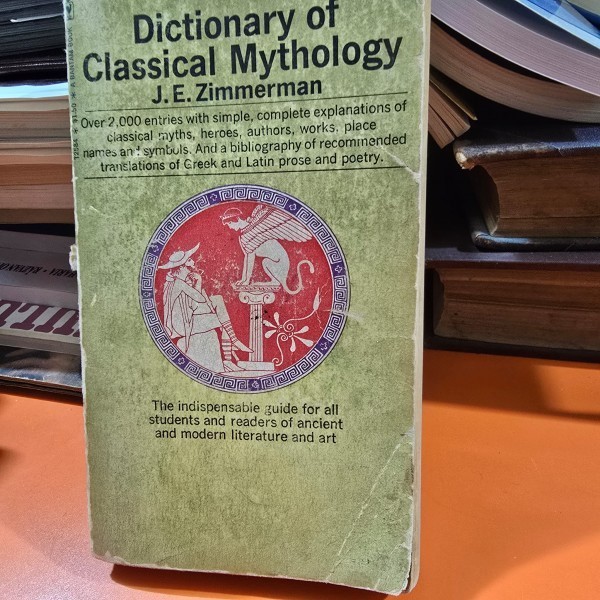 Dictionary of
Classical Mythology
J.E. Zimmerman
Over 2,000 entries with simple, complete explanations of
classical myths, heroes, authors, works, place
names and symbols. And a bibliography of recommended
translations of Greek and Latin prose and poetry.
The indispensable guide for all
students and readers of ancient
and modern literature and art